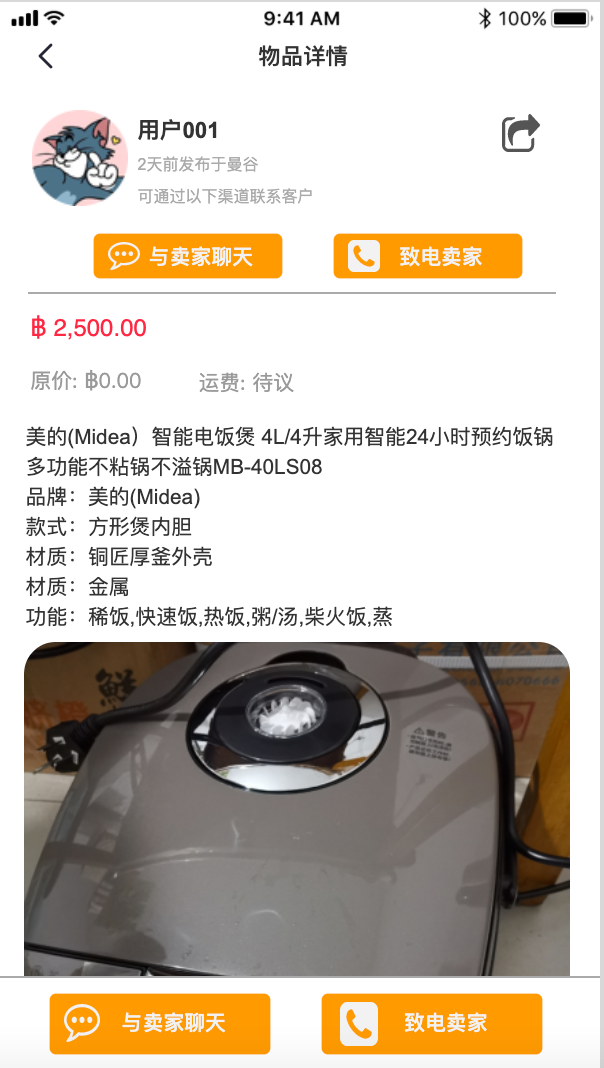 9:41 AM
100%
物品详情
用户001
2天前发布于曼谷
可通过以下渠道联系客户
与卖家聊天
致电卖家
฿ 2,500.00
原价: ฿0.00
运费: 待议
美的(Midea）智能电饭煲 4L/4升家用智能24小时预约饭锅
多功能不粘锅不溢锅MB-40LS08
品牌：美的(Midea)
款式：方形煲内胆
材质：铜匠厚釜外壳
材质：金属
功能：稀饭,快速饭,热饭,粥/汤,柴火饭,蒸
鲜
警告
与卖家聊天
致电卖家